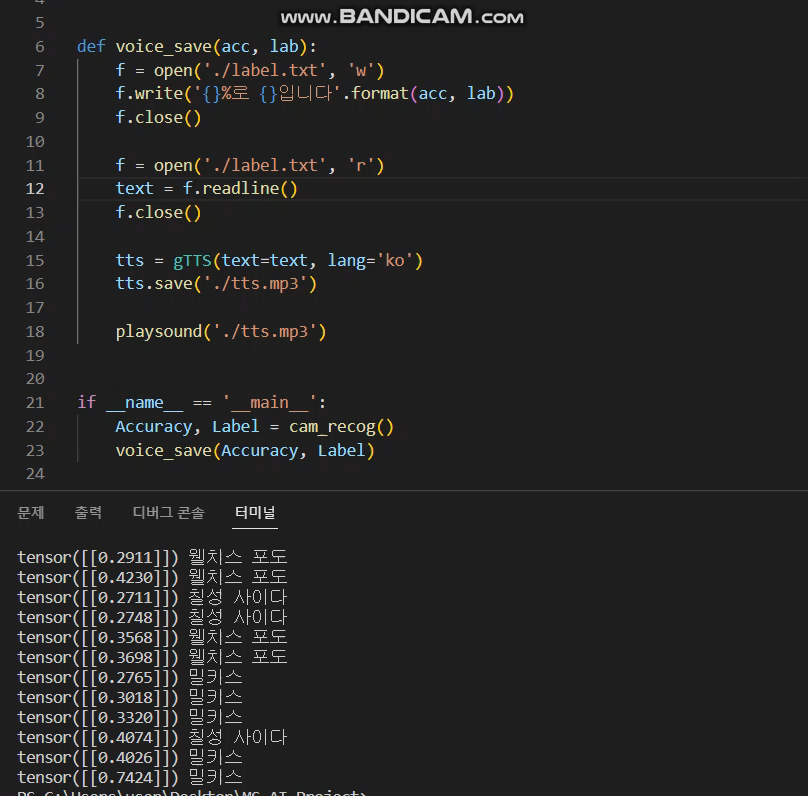 www.BANDICAM.com
5
6 def voice_save(acc, lab):
7 f = open('./label.txt', 'w')
8 f.write('{}%로 {}입니다'.format(acc, lab))
9 f.close()
10
11 f = open('./label.txt', 'r')
12 text = f.readline()
13 f.close()
14
15 tts = gTTS(text=text, lang='ko')
16 tts.save('./tts.mp3')
17
18 playsound('./tts.mp3')
19
20
21 if __name__ == '__main__':
22 Accuracy, Label = cam_recog()
23 voice_save(Accuracy, Label)
24
문제 출력 디버그 콘솔 터미널
tensor([[0.2911]]) 웰치스 포도
tensor([[0.4230]]) 웰치스 포도
tensor([[0.2711]]) 칠성 사이다
tensor([[0.2748]]) 칠성 사이다
tensor([[0.3568]]) 웰치스 포도
tensor([[0.3698]]) 웰치스 포도
tensor([[0.2765]]) 밀키스
tensor([[0.3018]]) 밀키스
tensor([[0.3320]]) 밀키스
tensor([[0.4074]]) 칠성 사이다
tensor([[0.4026]]) 밀키스
tensor([[0.7424]]) 밀키스